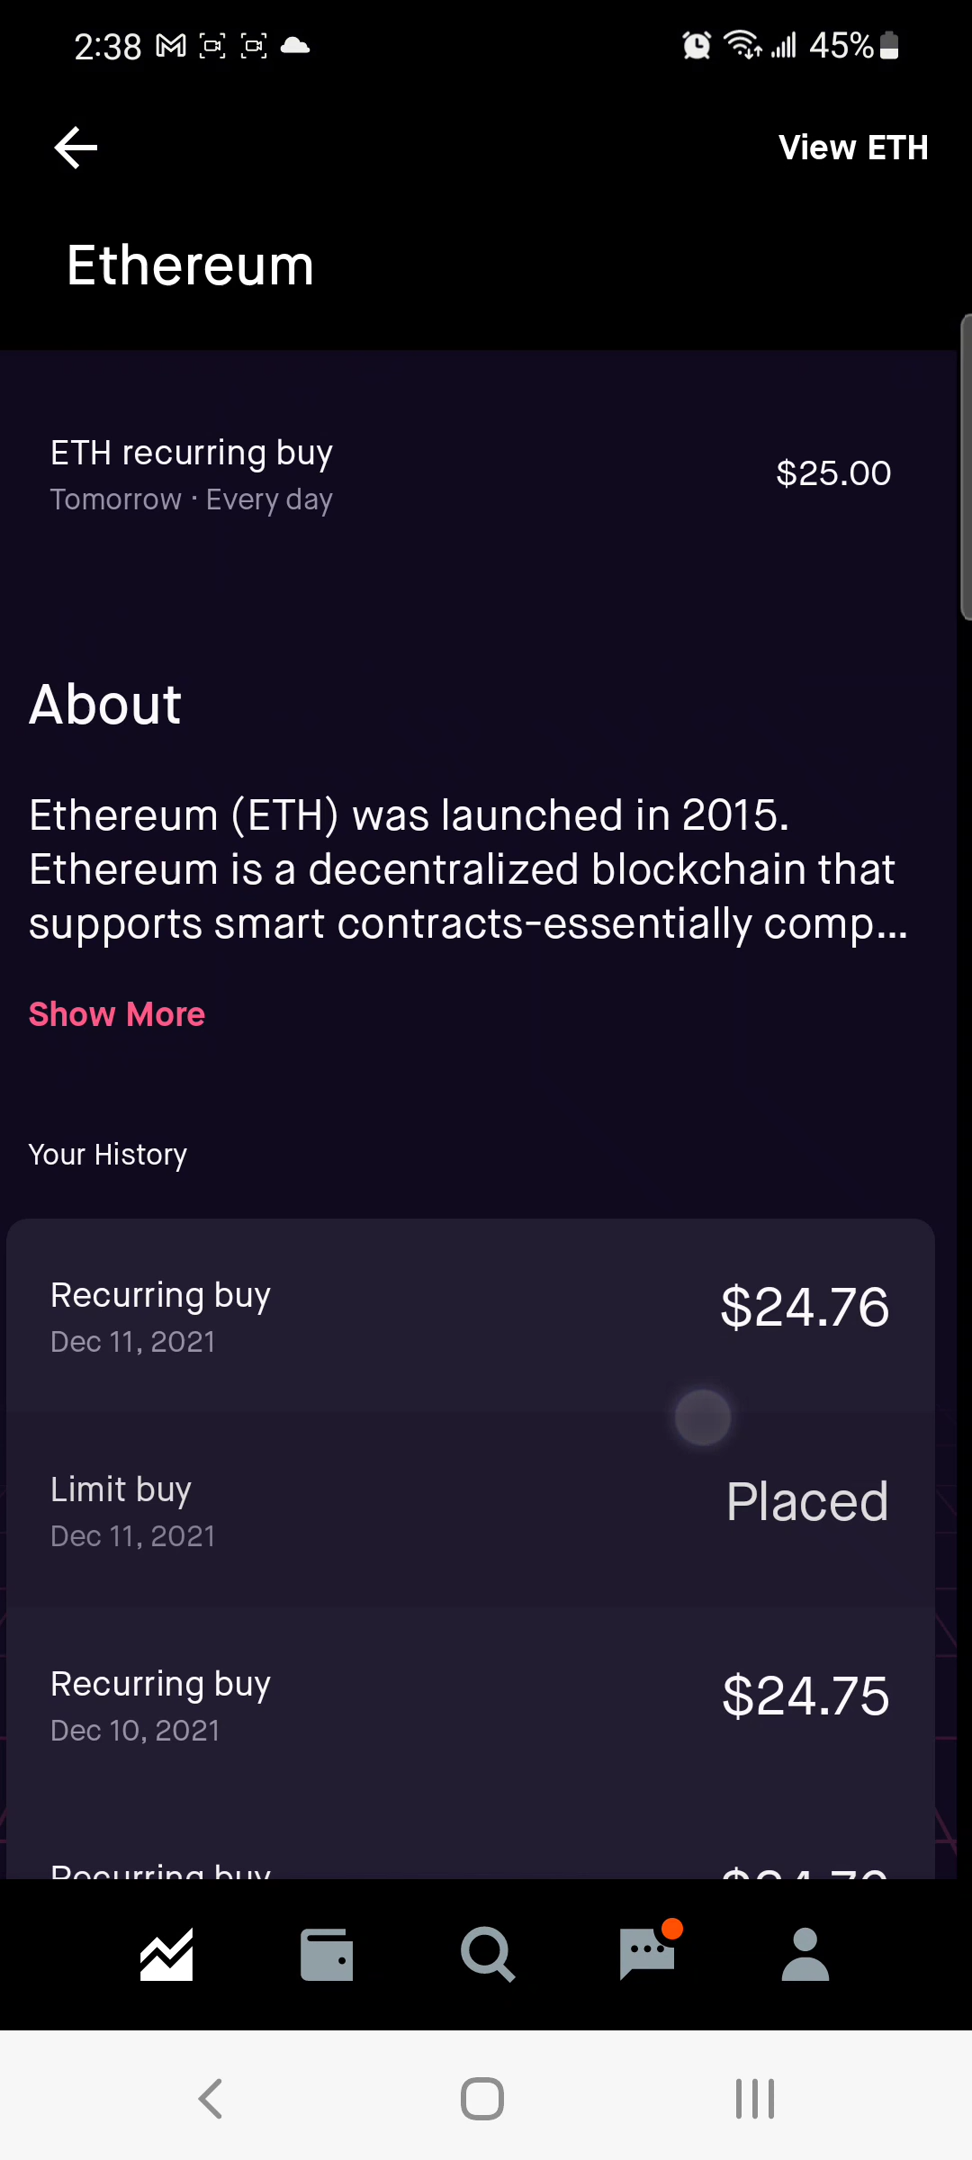 2:38
45%
View ETH
Ethereum
ETH recurring buy
$25.00
Tomorrow · Every day
About
Ethereum (ETH) was launched in 2015.
Ethereum is a decentralized blockchain that
supports smart contracts-essentially comp...
Show More
Your History
Recurring buy
$24.76
Dec 11, 2021
Limit buy
Placed
Dec 11, 2021
Recurring buy
$24.75
Dec 10, 2021
Recurring buy